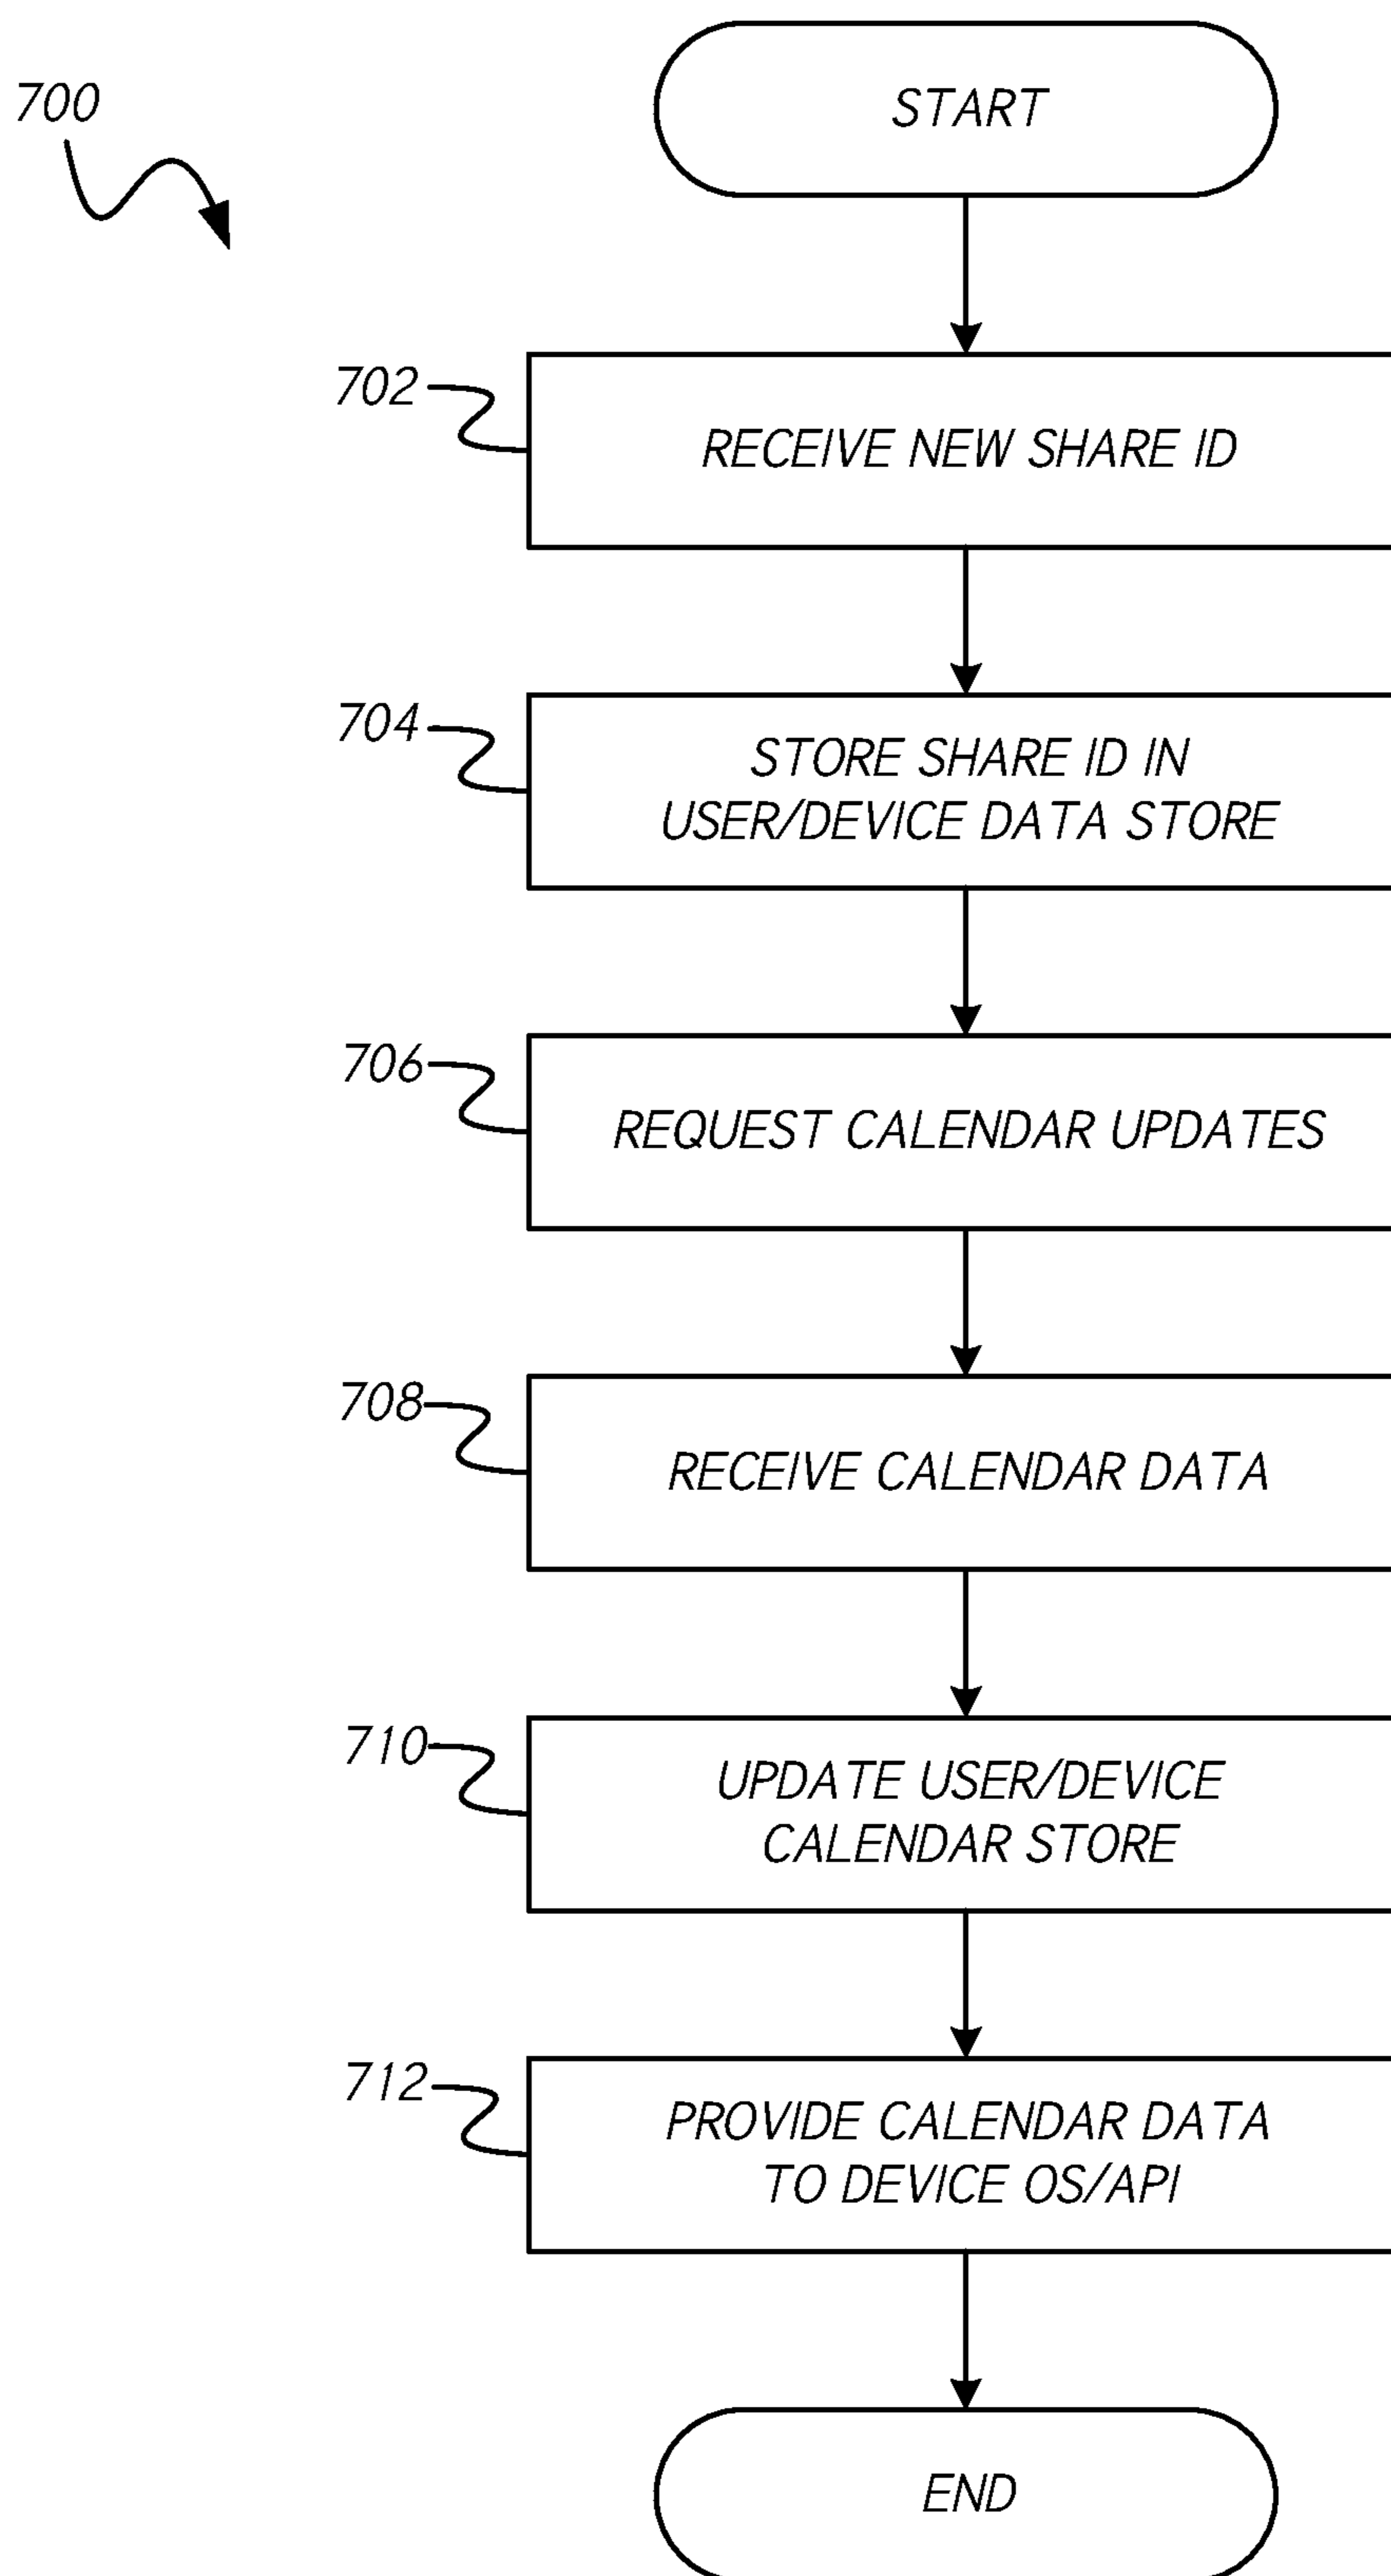 700
START
702
RECEIVE NEW SHARE ID
704
STORE SHARE ID IN
USER/DEVICE DATA STORE
706
REQUEST CALENDAR UPDATES
708
RECEIVE CALENDAR DATA
710
UPDATE USER/DEVICE
CALENDAR STORE
712
PROVIDE CALENDAR DATA
TO DEVICE OS/API
END